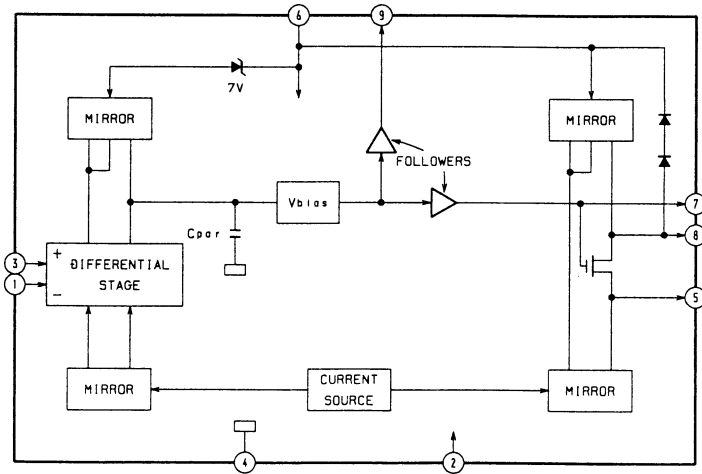 6
9
7V
MIRROR
MIRROR
FOLLOWERS
Vbias
7
Cpar
8
3
+
DIFFERENTIAL
STAGE
1
−
5
MIRROR
CURRENT
SOURCE
MIRROR
4
2